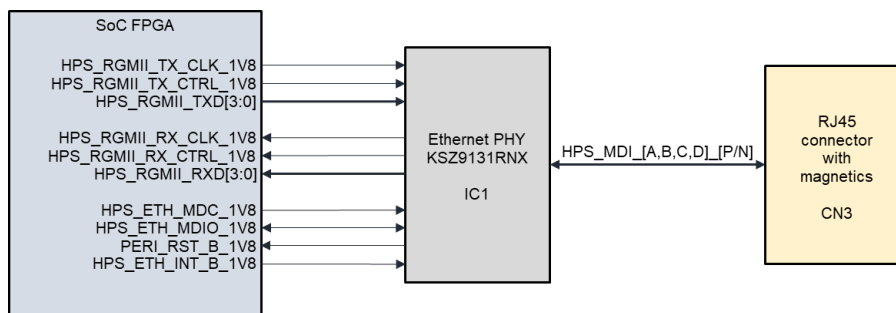 SoC FPGA
HPS_RGMII_TX_CLK_1V8
HPS_RGMII_TX_CTRL_1V8
HPS_RGMII_TXD[3:0]
HPS_RGMII_RX_CLK_1V8
HPS_RGMII_RX_CTRL_1V8
HPS_RGMII_RXD[3:0]
HPS_ETH_MDC_1V8
HPS_ETH_MDIO_1V8
PERI_RST_B_1V8
HPS_ETH_INT_B_1V8
Ethernet PHY
KSZ9131RNX
IC1
HPS_MDI_[A,B,C,D]_[P/N]
RJ45
connector
with
magnetics
CN3